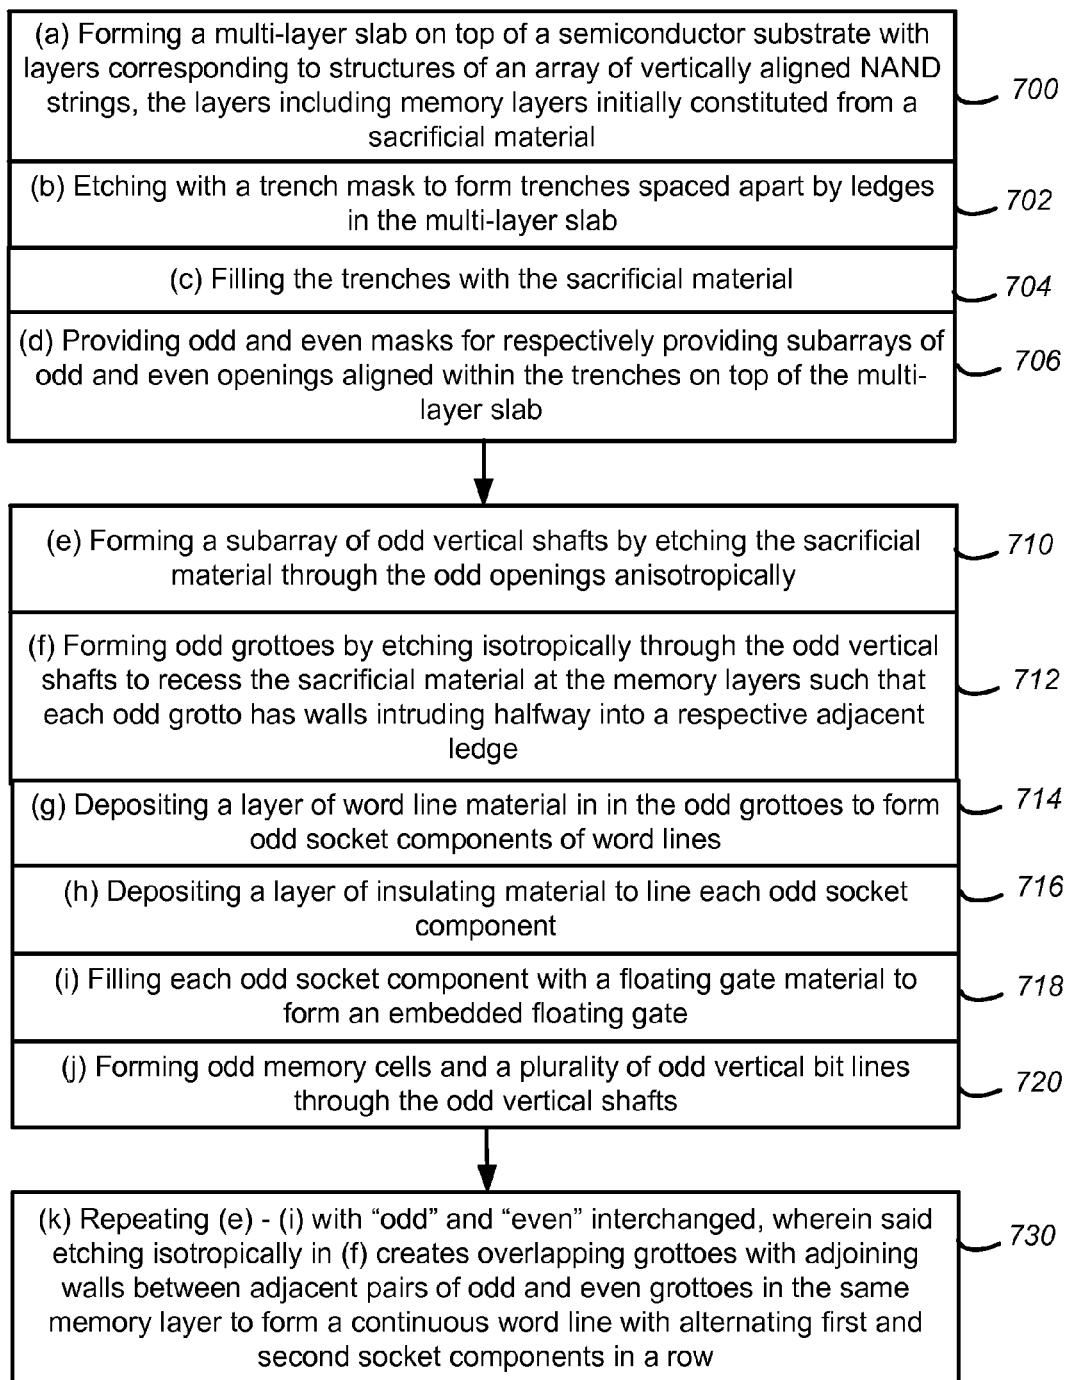 (a) Forming a multi-layer slab on top of a semiconductor substrate with
layers corresponding to structures of an array of vertically aligned NAND
strings, the layers including memory layers initially constituted from a
sacrificial material
700
(b) Etching with a trench mask to form trenches spaced apart by ledges
in the multi-layer slab
702
(c) Filling the trenches with the sacrificial material
704
(d) Providing odd and even masks for respectively providing subarrays of
odd and even openings aligned within the trenches on top of the multi-
layer slab
706
(e) Forming a subarray of odd vertical shafts by etching the sacrificial
material through the odd openings anisotropically
710
(f) Forming odd grottoes by etching isotropically through the odd vertical
shafts to recess the sacrificial material at the memory layers such that
each odd grotto has walls intruding halfway into a respective adjacent
ledge
712
(g) Depositing a layer of word line material in in the odd grottoes to form
odd socket components of word lines
714
(h) Depositing a layer of insulating material to line each odd socket
component
716
(i) Filling each odd socket component with a floating gate material to
form an embedded floating gate
718
(j) Forming odd memory cells and a plurality of odd vertical bit lines
through the odd vertical shafts
720
(k) Repeating (e) - (i) with “odd” and “even” interchanged, wherein said
etching isotropically in (f) creates overlapping grottoes with adjoining
walls between adjacent pairs of odd and even grottoes in the same
memory layer to form a continuous word line with alternating first and
second socket components in a row
730